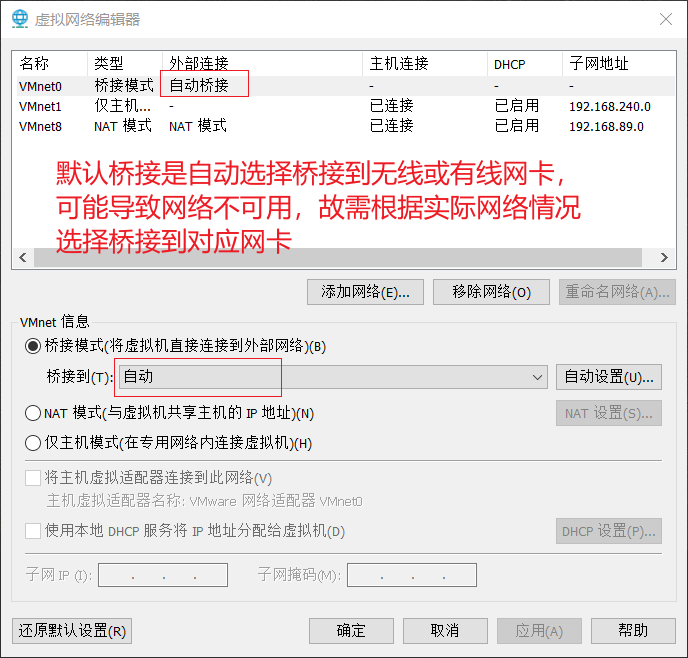 虚拟网络编辑器
名称 类型 外部连接 主机连接 DHCP 子网地址
VMnet0 桥接模式 自动桥接 - - -
VMnet1 仅主机... - 已连接 已启用 192.168.240.0
VMnet8 NAT 模式 NAT 模式 已连接 已启用 192.168.89.0
默认桥接是自动选择桥接到无线或有线网卡，
可能导致网络不可用，故需根据实际网络情况
选择桥接到对应网卡
添加网络(E)... 移除网络(O) 重命名网络(A)...
VMnet 信息
桥接模式(将虚拟机直接连接到外部网络)(B)
桥接到(T): 自动 自动设置(U)...
NAT 模式(与虚拟机共享主机的 IP 地址)(N) NAT 设置(S)...
仅主机模式(在专用网络内连接虚拟机)(H)
将主机虚拟适配器连接到此网络(V)
主机虚拟适配器名称: VMware 网络适配器 VMnet0
使用本地 DHCP 服务将 IP 地址分配给虚拟机(D) DHCP 设置(P)...
子网 IP (I): . . . 子网掩码(M): . . .
还原默认设置(R) 确定 取消 应用(A) 帮助